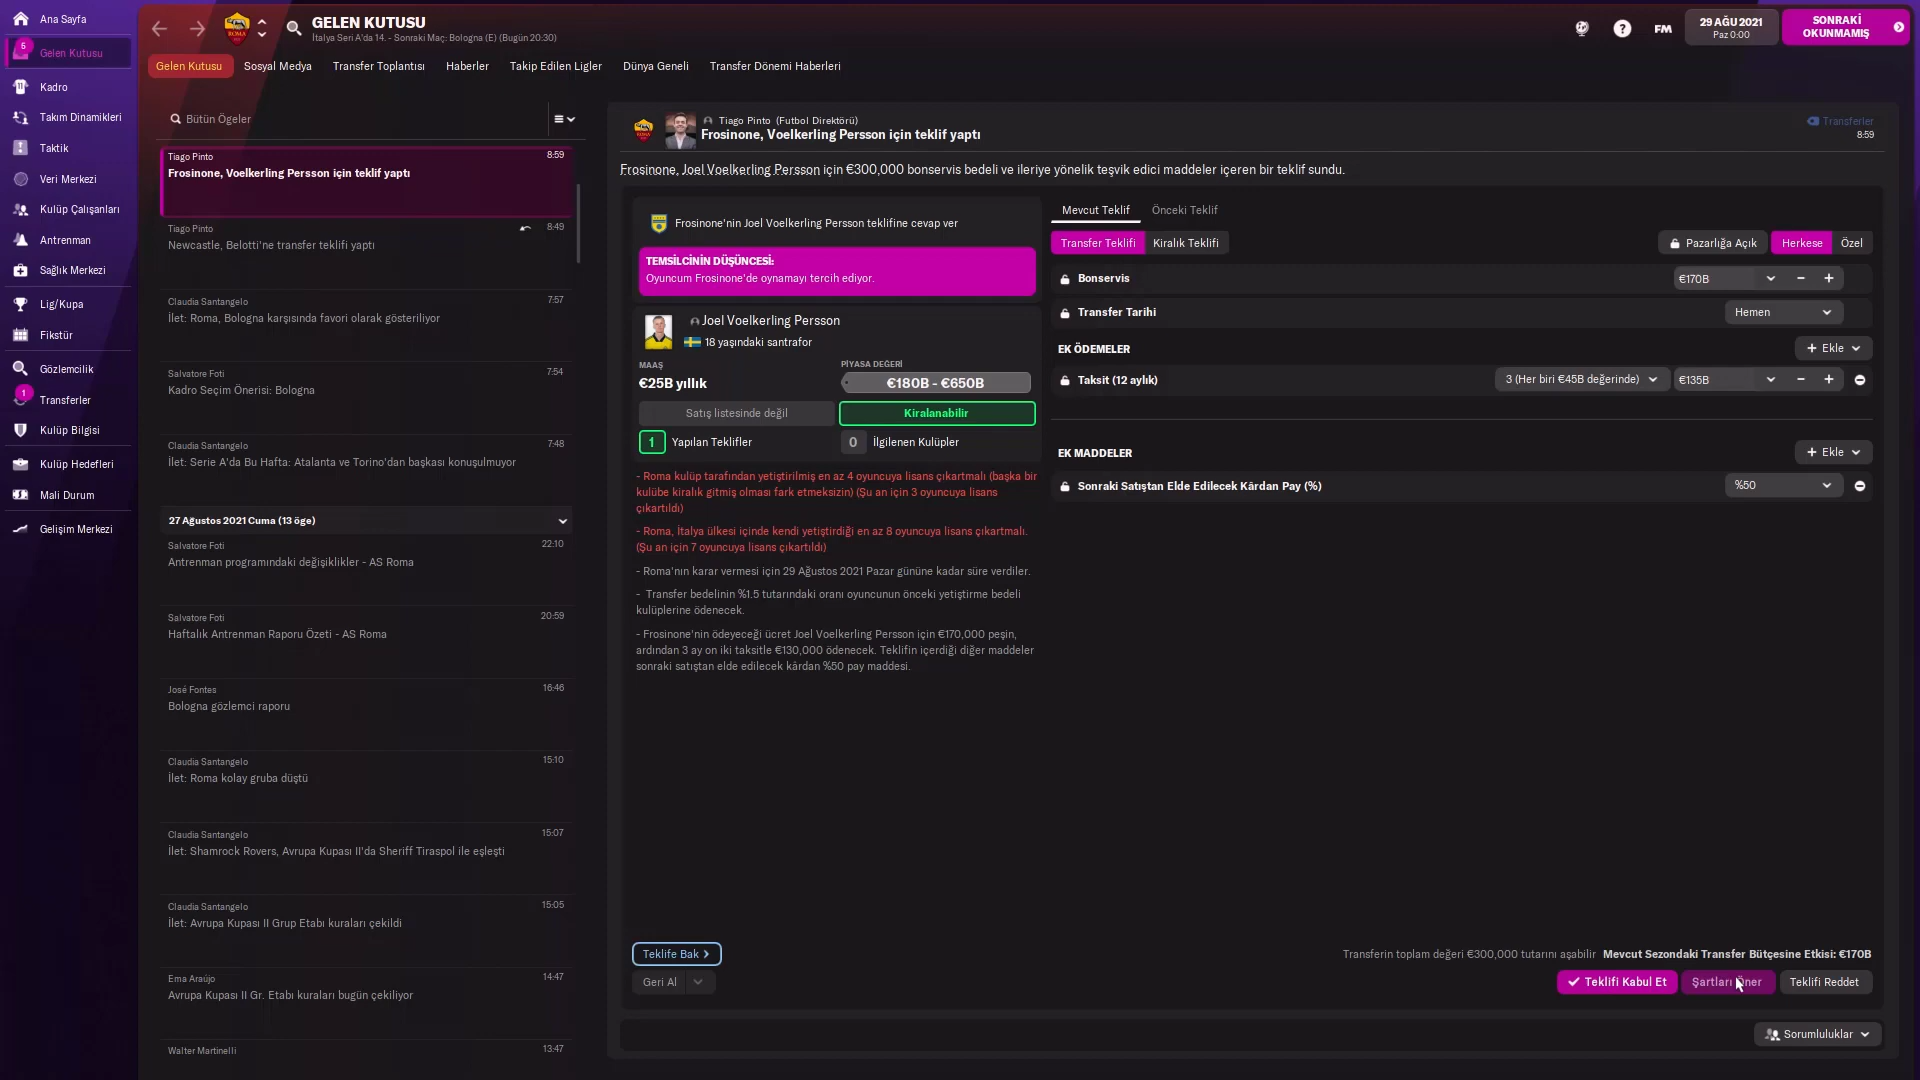 Ana Sayfa
6
Gelen Kutusu
Kadro
Takım Dinamikleri
Taktik
Veri Merkezi
Kulüp Çalışanları
Antrenman
Sağlık Merkezi
Lig/Kupa
Fikstür
Gözlemcilik
1
Transferler
Kulüp Bilgisi
Kulüp Hedefleri
Mali Durum
Gelişim Merkezi
ROMA
GELEN KUTUSU
İtalya Seri A'da 14. - Sonraki Maç: Bologna (E) (Bugün 20:30)
?
FM
29 AĞU 2021
Paz 0:00
SONRAKİ
OKUNMAMIŞ
Gelen Kutusu
Sosyal Medya
Transfer Toplantısı
Haberler
Takip Edilen Ligler
Dünya Geneli
Transfer Dönemi Haberleri
Bütün Ögeler
Tiago Pinto
8:59
Frosinone, Voelkerling Persson için teklif yaptı
Tiago Pinto
8:49
Newcastle, Belotti'ne transfer teklifi yaptı
Claudia Santangelo
7:57
İlet: Roma, Bologna karşısında favori olarak gösteriliyor
Salvatore Foti
7:54
Kadro Seçim Önerisi: Bologna
Claudia Santangelo
7:48
İlet: Serie A'da Bu Hafta: Atalanta ve Torino'dan başkası konuşulmuyor
27 Ağustos 2021 Cuma (13 öge)
Salvatore Foti
22:10
Antrenman programındaki değişiklikler - AS Roma
Salvatore Foti
20:59
Haftalık Antrenman Raporu Özeti - AS Roma
José Fontes
16:46
Bologna gözlemci raporu
Claudia Santangelo
15:10
İlet: Roma kolay gruba düştü
Claudia Santangelo
15:07
İlet: Shamrock Rovers, Avrupa Kupası II'da Sheriff Tiraspol ile eşleşti
Claudia Santangelo
15:05
İlet: Avrupa Kupası II Grup Etabı kuraları çekildi
Ema Araújo
14:47
Avrupa Kupası II Gr. Etabı kuraları bugün çekiliyor
Walter Martinelli
13:47
Tiago Pinto (Futbol Direktörü)
Frosinone, Voelkerling Persson için teklif yaptı
Transferler
8:59
Frosinone, Joel Voelkerling Persson için €300,000 bonservis bedeli ve ileriye yönelik teşvik edici maddeler içeren bir teklif sundu.
Frosinone'nin Joel Voelkerling Persson teklifine cevap ver
TEMSİLCİNİN DÜŞÜNCESİ:
Oyuncum Frosinone'de oynamayı tercih ediyor.
Joel Voelkerling Persson
18 yaşındaki santrafor
MAAŞ
PİYASA DEĞERİ
€25B yıllık
€180B - €650B
Satış listesinde değil
Kiralanabilir
1
Yapılan Teklifler
0
İlgilenen Kulüpler
- Roma kulüp tarafından yetiştirilmiş en az 4 oyuncuya lisans çıkartmalı (başka bir
kulübe kiralık gitmiş olması fark etmeksizin) (Şu an için 3 oyuncuya lisans
çıkartıldı)
- Roma, İtalya ülkesi içinde kendi yetiştirdiği en az 8 oyuncuya lisans çıkartmalı.
(Şu an için 7 oyuncuya lisans çıkartıldı)
- Roma'nın karar vermesi için 29 Ağustos 2021 Pazar gününe kadar süre verdiler.
- Transfer bedelinin %1.5 tutarındaki oranı oyuncunun önceki yetiştirme bedeli
kulüplerine ödenecek.
- Frosinone'nin ödeyeceği ücret Joel Voelkerling Persson için €170,000 peşin,
ardından 3 ay on iki taksitle €130,000 ödenecek. Teklifin içerdiği diğer maddeler
sonraki satıştan elde edilecek kârdan %50 pay maddesi.
Mevcut Teklif
Önceki Teklif
Transfer Teklifi
Kiralık Teklifi
Pazarlığa Açık
Herkese
Özel
Bonservis
€170B
Transfer Tarihi
Hemen
EK ÖDEMELER
Ekle
Taksit (12 aylık)
3 (Her biri €45B değerinde)
€135B
EK MADDELER
Ekle
Sonraki Satıştan Elde Edilecek Kârdan Pay (%)
%50
Teklife Bak
Geri Al
Transferin toplam değeri €300,000 tutarını aşabilir Mevcut Sezondaki Transfer Bütçesine Etkisi: €170B
Teklifi Kabul Et
Şartları Öner
Teklifi Reddet
Sorumluluklar